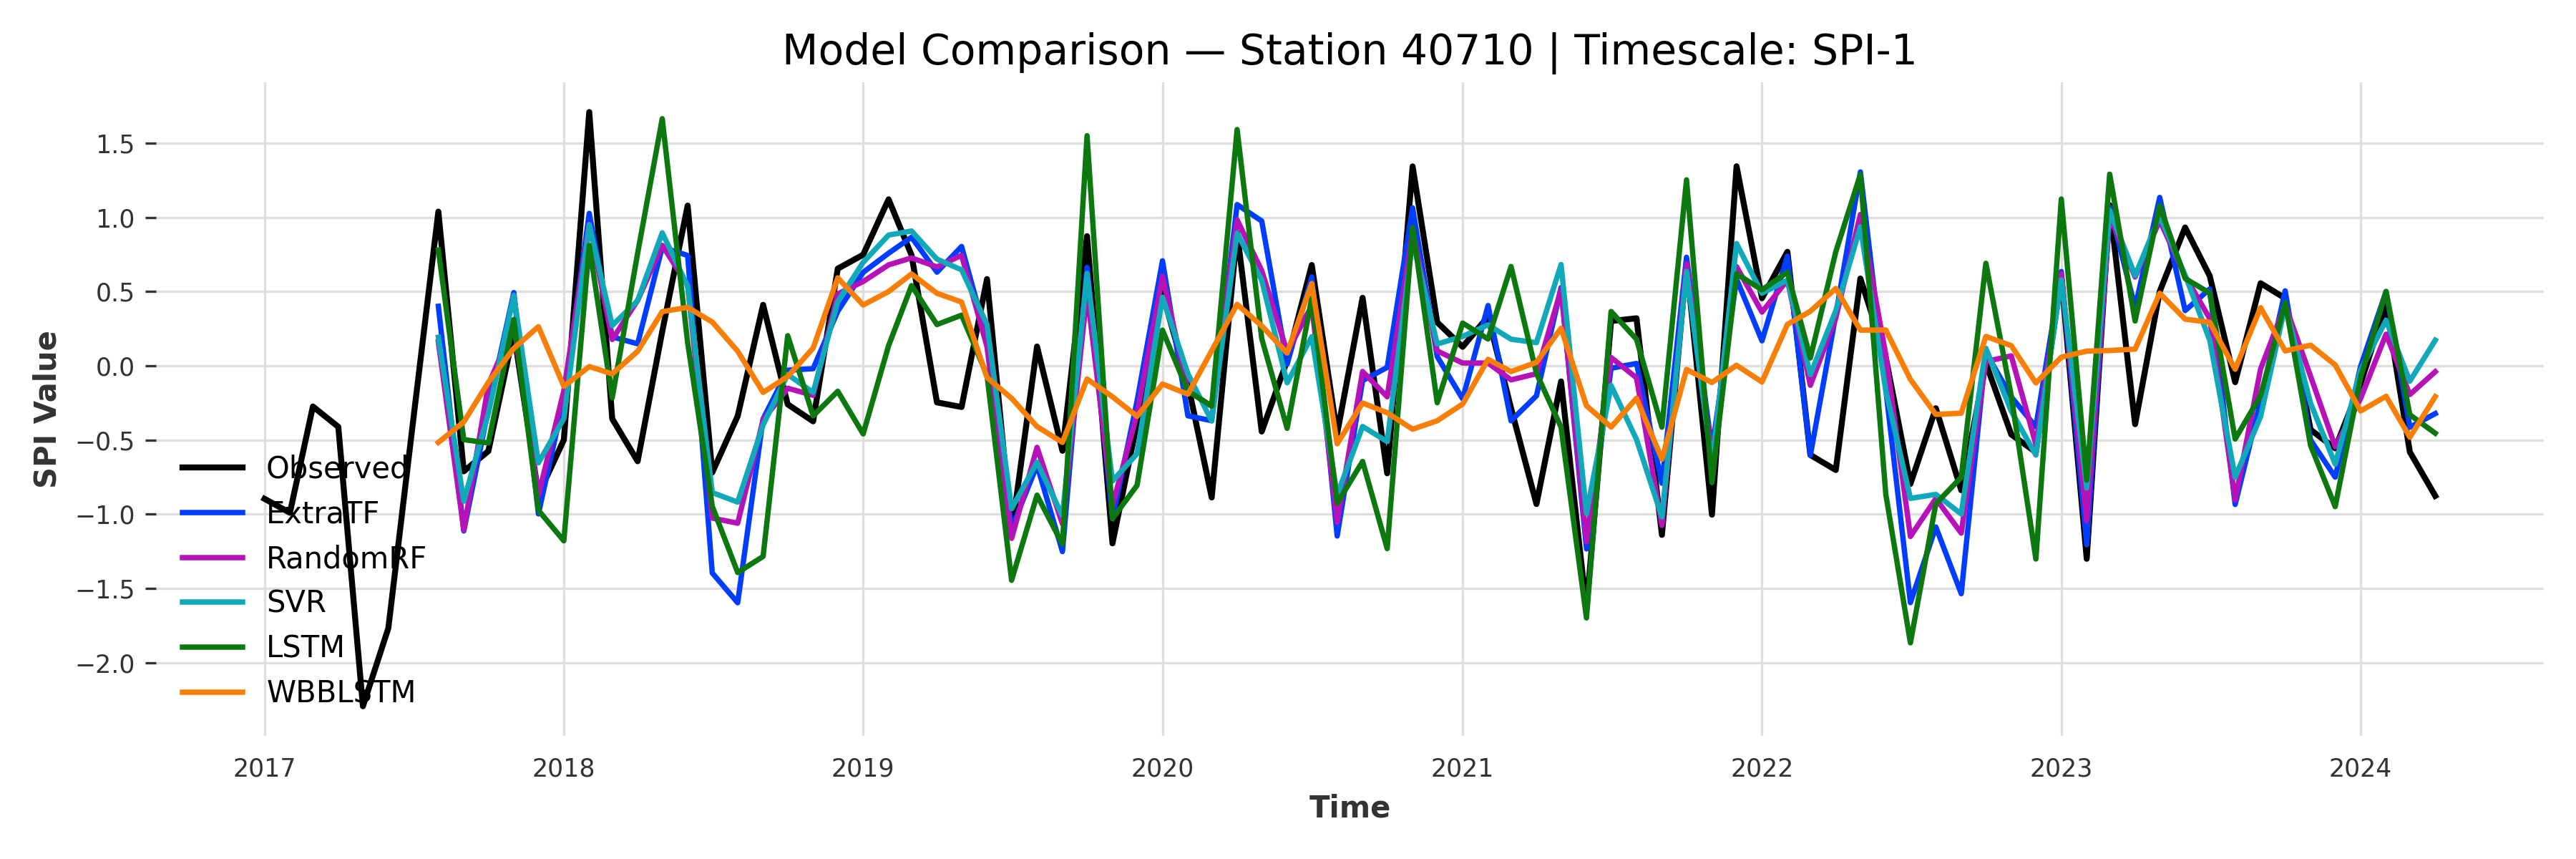 Model Comparison — Station 40710 | Timescale: SPI-1
SPI Value
1.5
1.0
0.5
0.0
−0.5
−1.0
−1.5
−2.0
Observed
ExtraTF
RandomRF
SVR
LSTM
WBBLSTM
2017
2018
2019
2020
2021
2022
2023
2024
Time